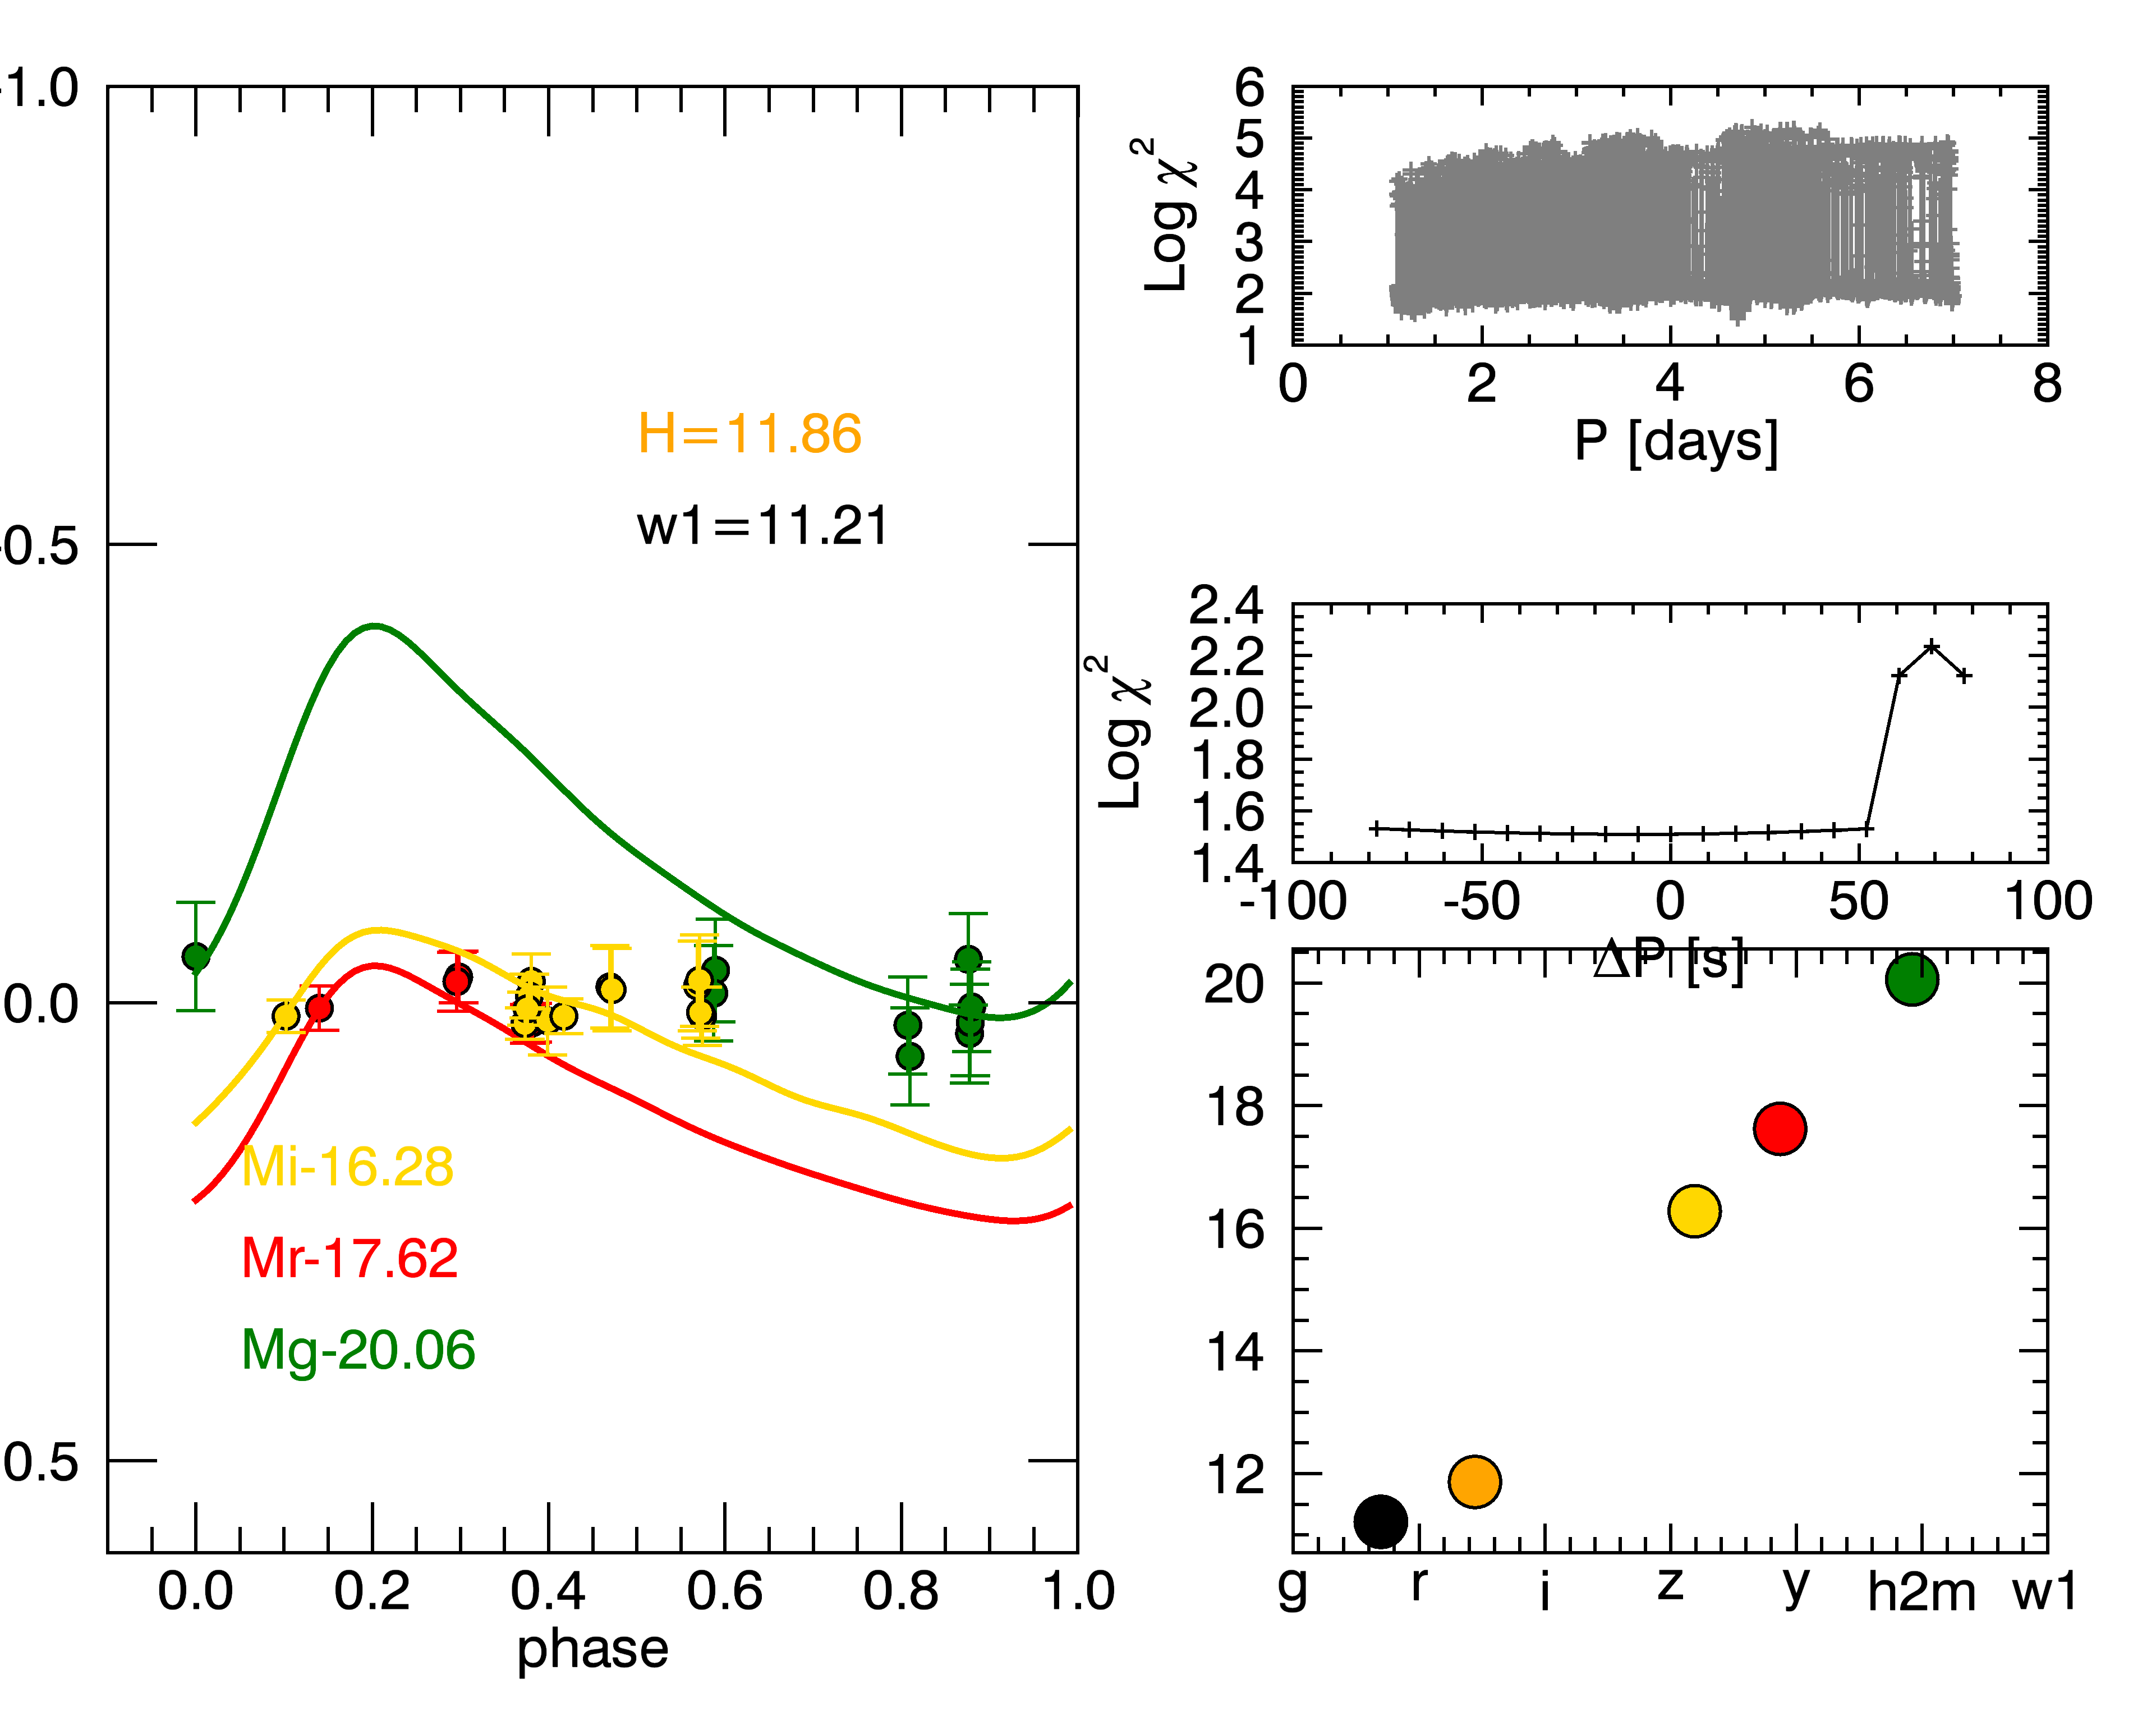 -1.0
-0.5
0.0
0.5
0.0 0.2 0.4 0.6 0.8 1.0
phase
H=11.86
w1=11.21
Mi-16.28
Mr-17.62
Mg-20.06
6
5
4
3
2
1
Log χ²
0 2 4 6 8
P [days]
2.4
2.2
2.0
1.8
1.6
1.4
Log χ²
-100 -50 0 50 100
ΔP [s]
20
18
16
14
12
g r i z y h2m w1